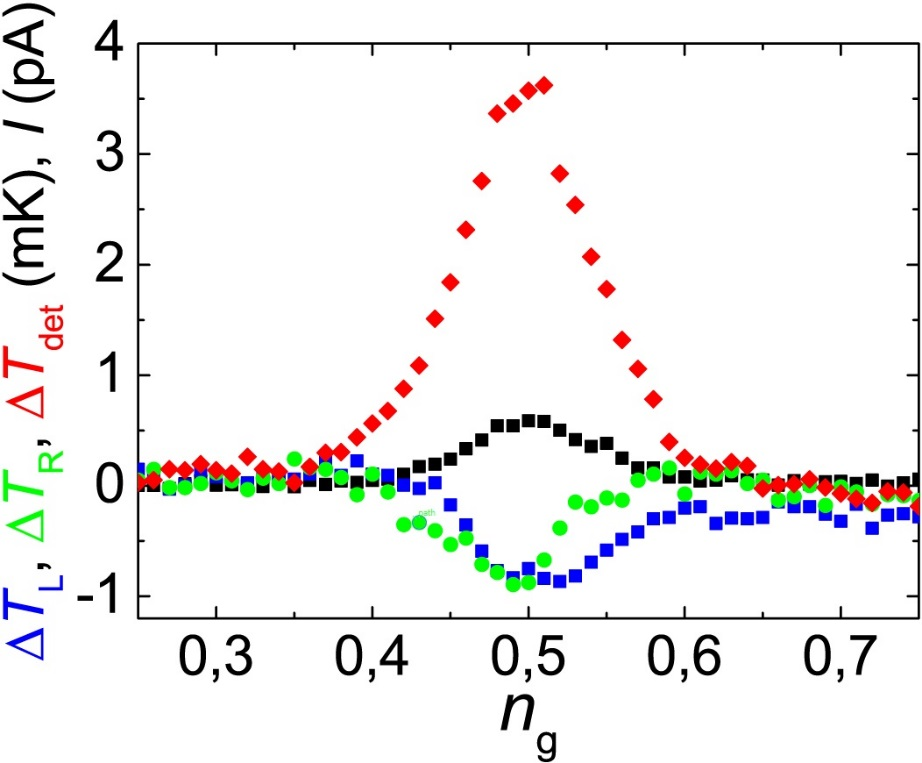 ΔT_L, ΔT_R, ΔT_det (mK), I (pA)
4
3
2
1
0
-1
path
0,3 0,4 0,5 0,6 0,7
n_g